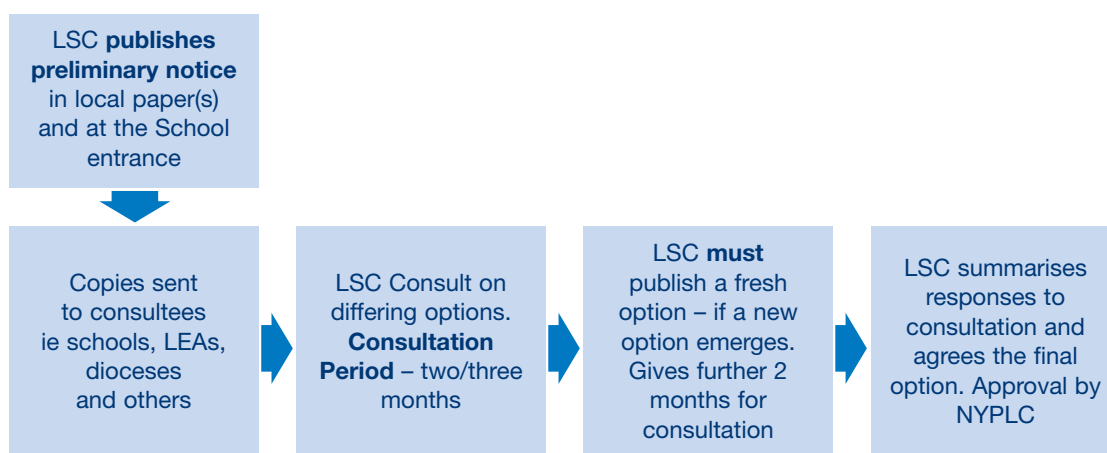 LSC publishes
preliminary notice
in local paper(s)
and at the School
entrance
Copies sent
to consultees
ie schools, LEAs,
dioceses
and others
LSC Consult on
differing options.
Consultation
Period – two/three
months
LSC must
publish a fresh
option – if a new
option emerges.
Gives further 2
months for
consultation
LSC summarises
responses to
consultation and
agrees the final
option. Approval by
NYPLC